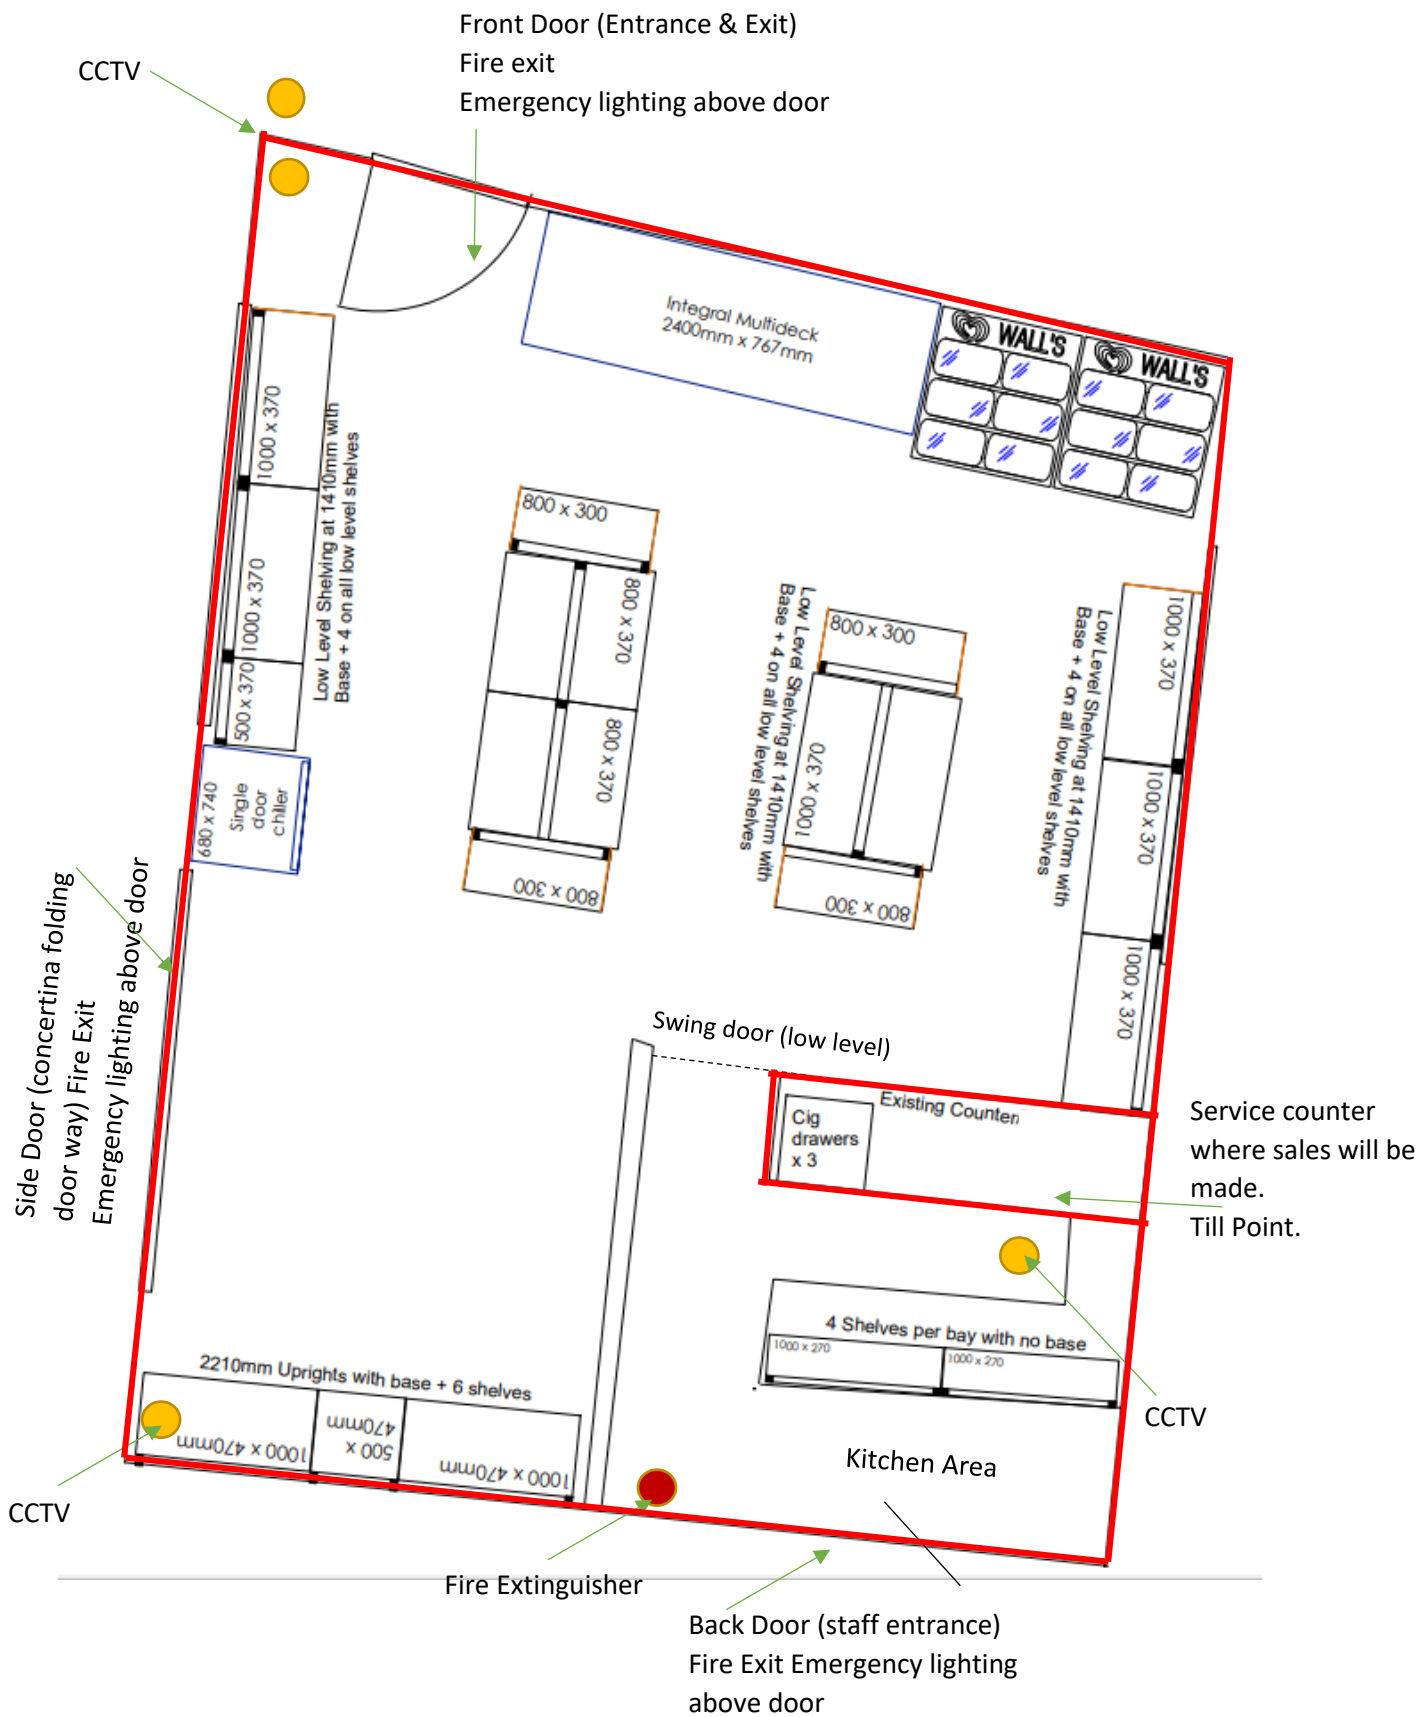 Front Door (Entrance & Exit)
Fire exit
Emergency lighting above door
CCTV
Integral Multideck
2400mm x 767mm
WALL'S
WALL'S
1000 x 370
1000 x 370
500 x 370
Low Level Shelving at 1410mm with
Base + 4 on all low level shelves
680 x 740
Single
door
chiller
800 x 300
800 x 370
800 x 370
800 x 300
Low Level Shelving at 1410mm with
Base + 4 on all low level shelves
800 x 300
1000 x 370
800 x 300
Low Level Shelving at 1410mm with
Base + 4 on all low level shelves
1000 x 370
1000 x 370
1000 x 370
Side Door (concertina folding
door way) Fire Exit
Emergency lighting above door
Swing door (low level)
Existing Counter
Cig
drawers
x 3
Service counter
where sales will be
made.
Till Point.
4 Shelves per bay with no base
1000 x 270
1000 x 270
CCTV
2210mm Uprights with base + 6 shelves
1000 x 470mm
500 x
470mm
1000 x 470mm
Kitchen Area
CCTV
Fire Extinguisher
Back Door (staff entrance)
Fire Exit Emergency lighting
above door